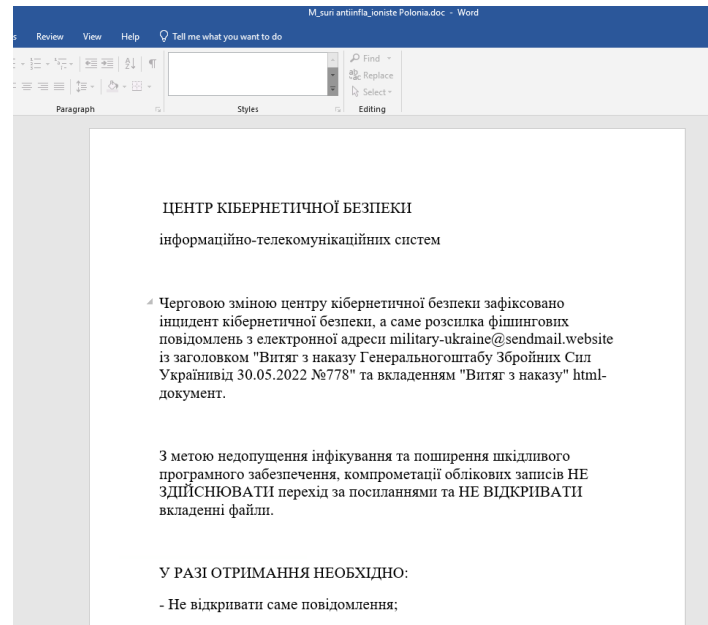 M_suri antiinfla_ioniste Polonia.doc - Word
s Review View Help Tell me what you want to do
Find
Replace
Select
Paragraph Styles Editing
ЦЕНТР КІБЕРНЕТИЧНОЇ БЕЗПЕКИ
інформаційно-телекомунікаційних систем
Черговою зміною центру кібернетичної безпеки зафіксовано
інцидент кібернетичної безпеки, а саме розсилка фішингових
повідомлень з електронної адреси military-ukraine@sendmail.website
із заголовком "Витяг з наказу Генеральногоштабу Збройних Сил
Українивід 30.05.2022 №778" та вкладенням "Витяг з наказу" html-
документ.
З метою недопущення інфікування та поширення шкідливого
програмного забезпечення, компрометації облікових записів НЕ
ЗДІЙСНЮВАТИ перехід за посиланнями та НЕ ВІДКРИВАТИ
вкладенні файли.
У РАЗІ ОТРИМАННЯ НЕОБХІДНО:
- Не відкривати саме повідомлення;